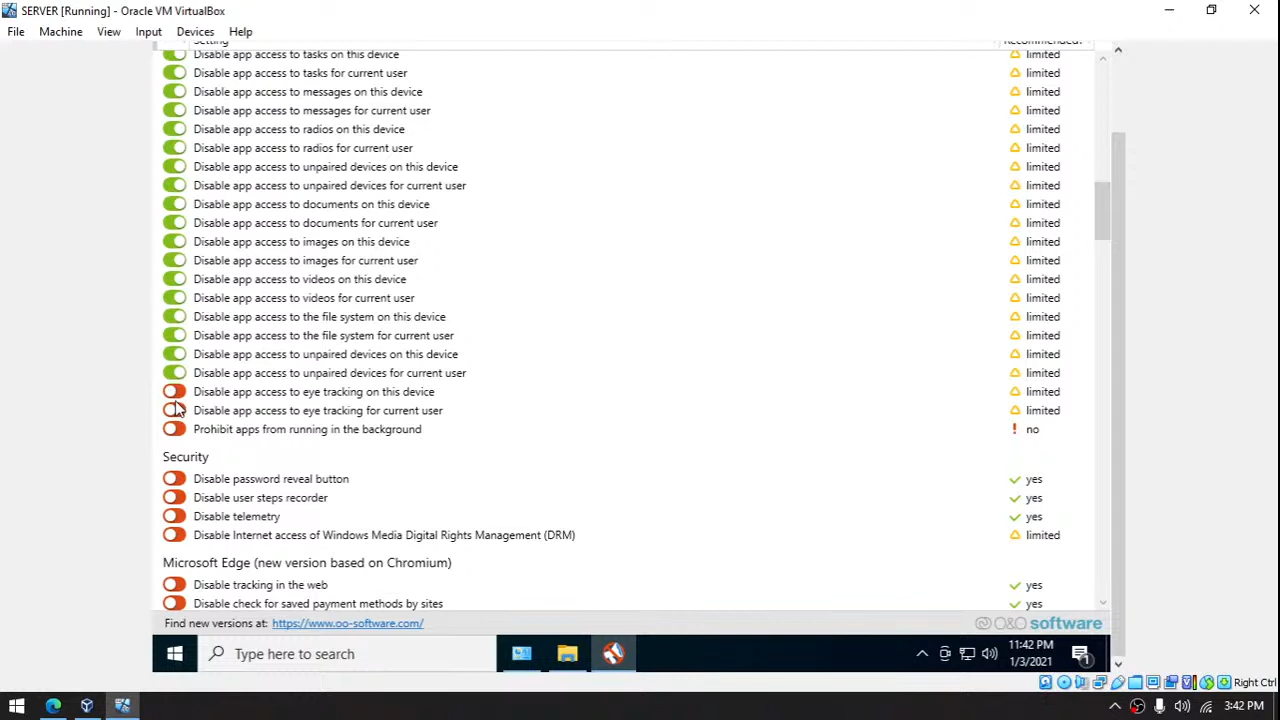 SERVER [Running] - Oracle VM VirtualBox
File Machine View Input Devices Help
Setting Recommended?
Disable app access to tasks on this device limited
Disable app access to tasks for current user limited
Disable app access to messages on this device limited
Disable app access to messages for current user limited
Disable app access to radios on this device limited
Disable app access to radios for current user limited
Disable app access to unpaired devices on this device limited
Disable app access to unpaired devices for current user limited
Disable app access to documents on this device limited
Disable app access to documents for current user limited
Disable app access to images on this device limited
Disable app access to images for current user limited
Disable app access to videos on this device limited
Disable app access to videos for current user limited
Disable app access to the file system on this device limited
Disable app access to the file system for current user limited
Disable app access to unpaired devices on this device limited
Disable app access to unpaired devices for current user limited
Disable app access to eye tracking on this device limited
Disable app access to eye tracking for current user limited
Prohibit apps from running in the background ! no
Security
Disable password reveal button yes
Disable user steps recorder yes
Disable telemetry yes
Disable Internet access of Windows Media Digital Rights Management (DRM) limited
Microsoft Edge (new version based on Chromium)
Disable tracking in the web yes
Disable check for saved payment methods by sites yes
Find new versions at: https://www.oo-software.com/ O&O software
Type here to search
11:42 PM
1/3/2021
1
Right Ctrl
3:42 PM